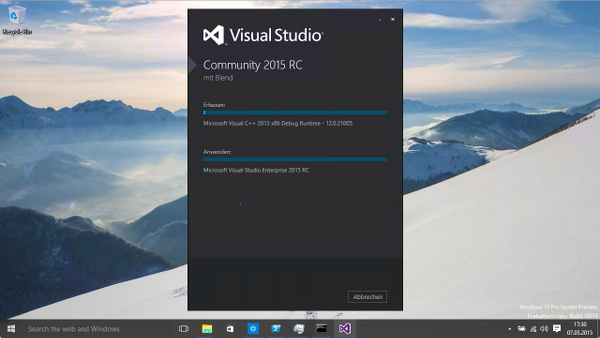 Recycle Bin
Visual Studio
Community 2015 RC
mit Blend
Erfassen:
Microsoft Visual C++ 2013 x86 Debug Runtime - 12.0.21005
Anwenden:
Microsoft Visual Studio Enterprise 2015 RC
Abbrechen
Windows 10 Pro Insider Preview
Evaluation copy. Build 10074
Search the web and Windows
17:30
07.05.2015